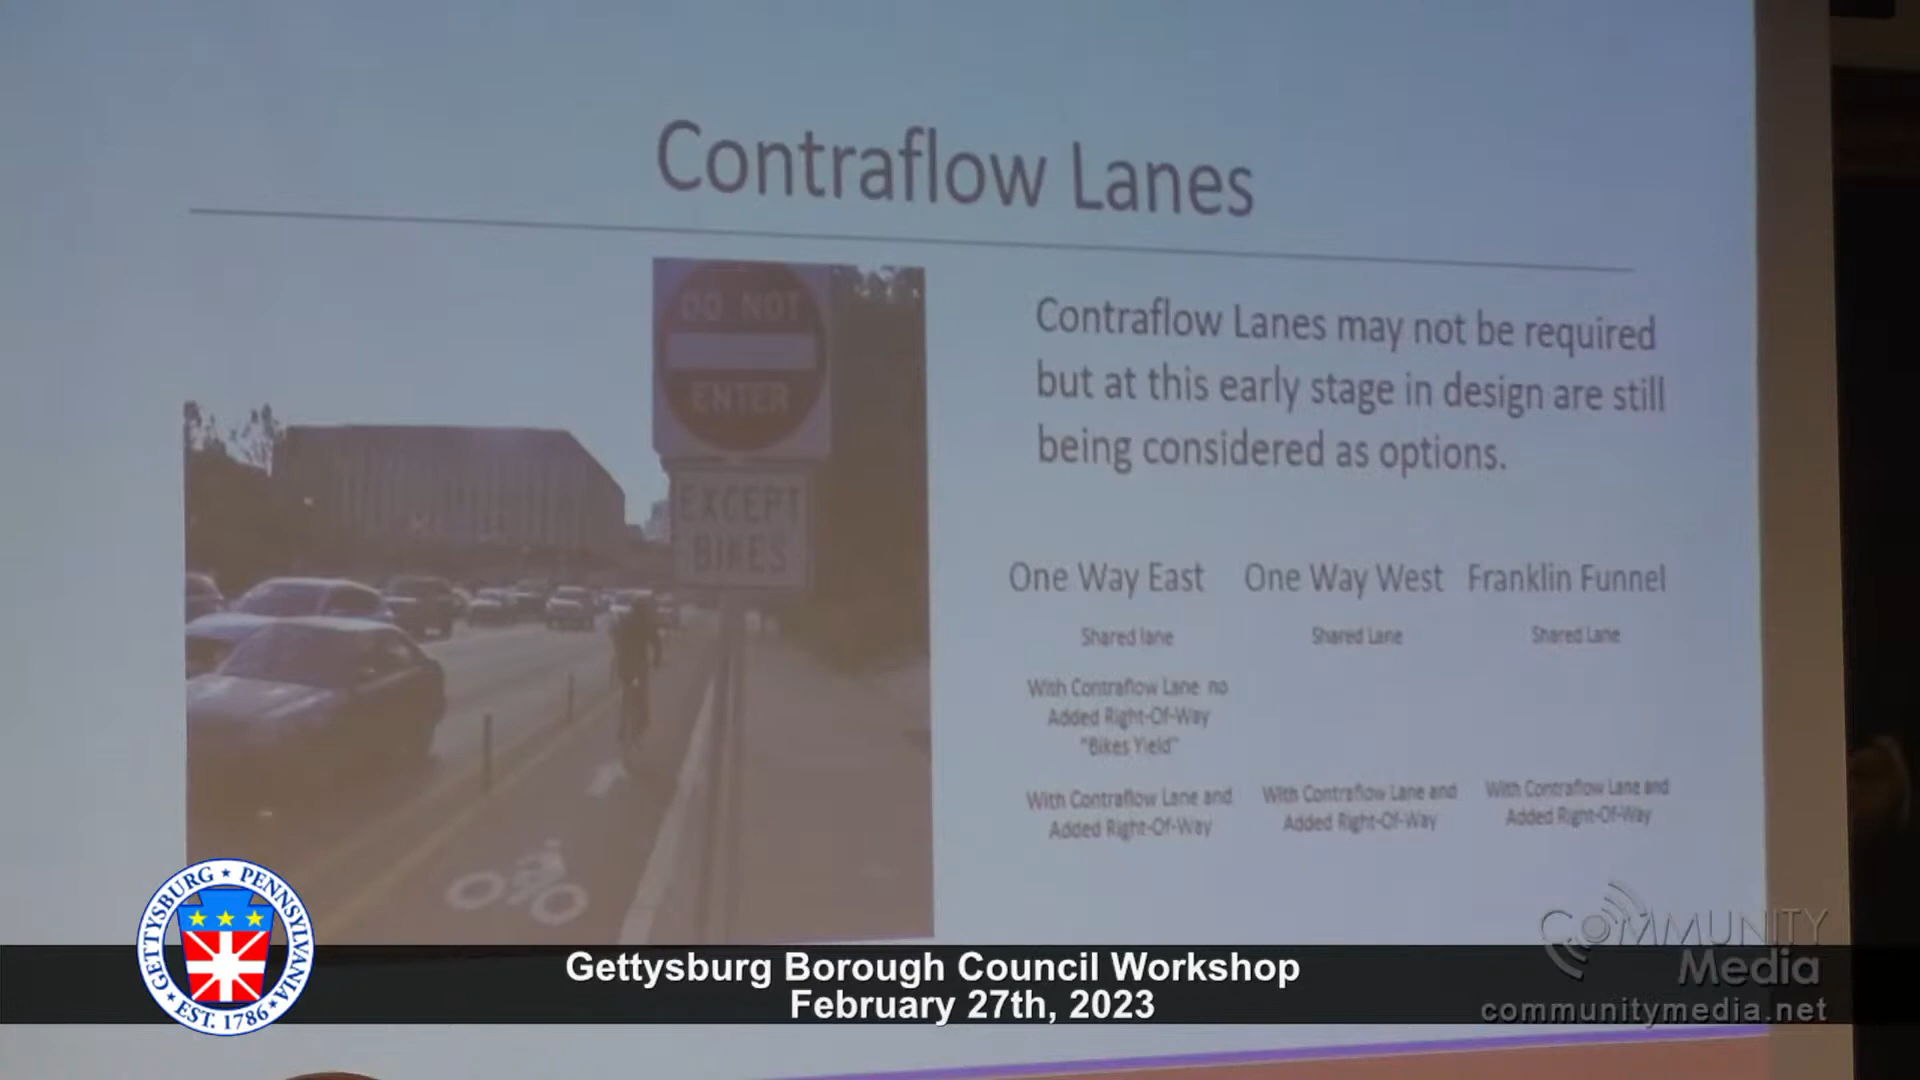 Contraflow Lanes
DO NOT
ENTER
EXCEPT
BIKES
Contraflow Lanes may not be required
but at this early stage in design are still
being considered as options.
One Way East
One Way West
Franklin Funnel
Shared lane
Shared Lane
Shared Lane
With Contraflow Lane no
Added Right-Of-Way
"Bikes Yield"
With Contraflow Lane and
Added Right-Of-Way
With Contraflow Lane and
Added Right-Of-Way
With Contraflow Lane and
Added Right-Of-Way
GETTYSBURG ★ PENNSYLVANIA
★ EST. 1786 ★
Gettysburg Borough Council Workshop
February 27th, 2023
COMMUNITY
Media
communitymedia.net